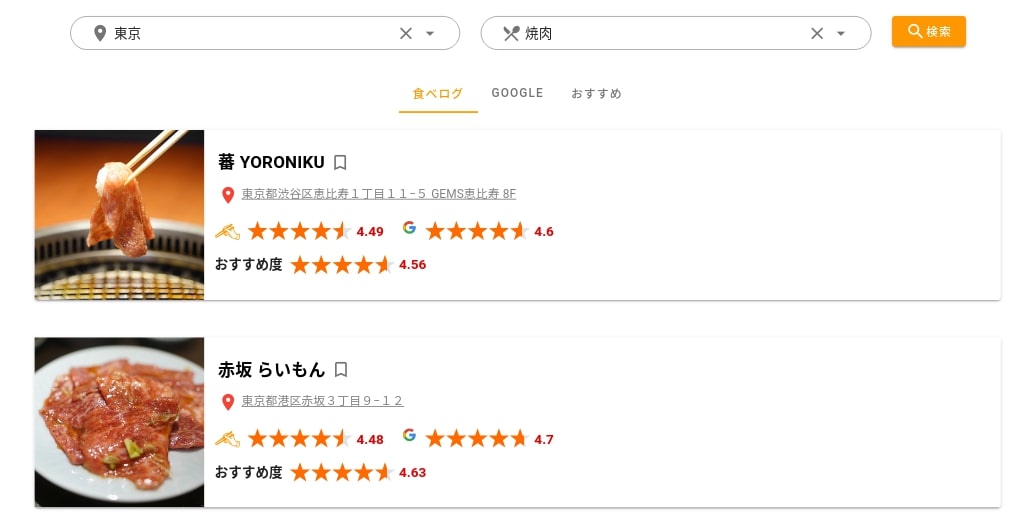 東京
焼肉
検索
食べログ GOOGLE おすすめ
蕃 YORONIKU
東京都渋谷区恵比寿１丁目１１−５ GEMS恵比寿 8F
4.49 4.6
おすすめ度 4.56
赤坂 らいもん
東京都港区赤坂３丁目９−１２
4.48 4.7
おすすめ度 4.63